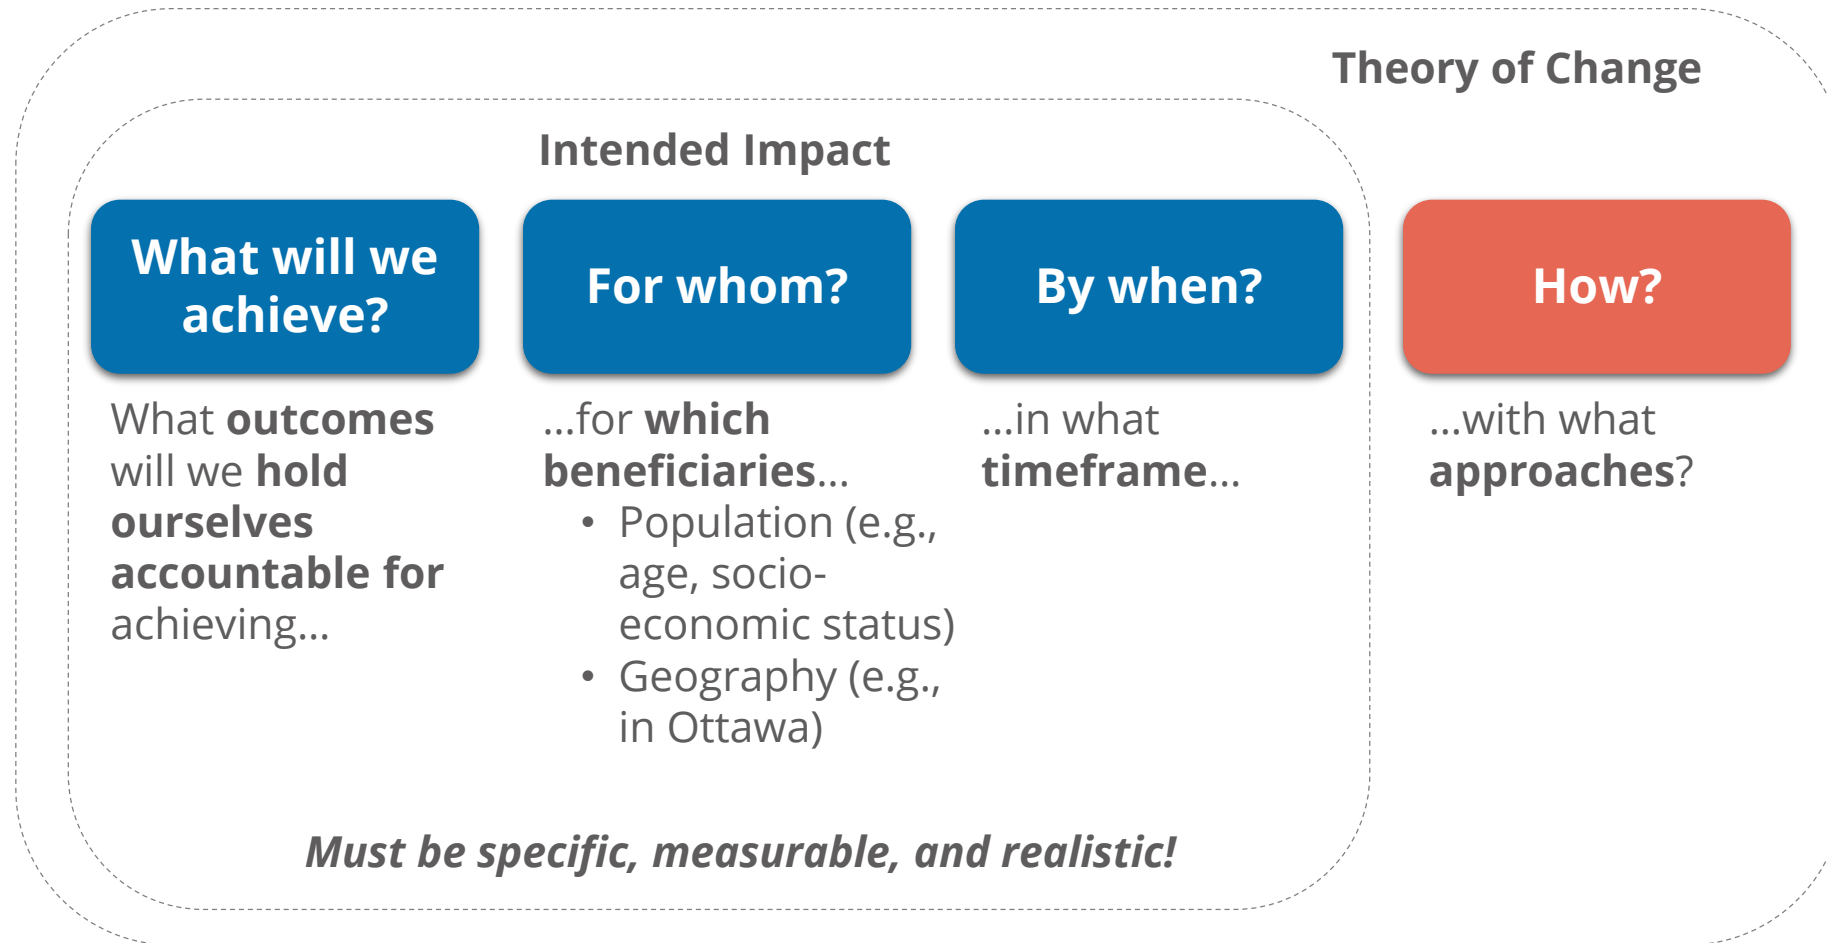 Theory of Change
Intended Impact
What will we
achieve?
For whom?
By when?
How?
What outcomes
will we hold
ourselves
accountable for
achieving...
...for which
beneficiaries...
• Population (e.g.,
age, socio-
economic status)
• Geography (e.g.,
in Ottawa)
...in what
timeframe...
...with what
approaches?
Must be specific, measurable, and realistic!